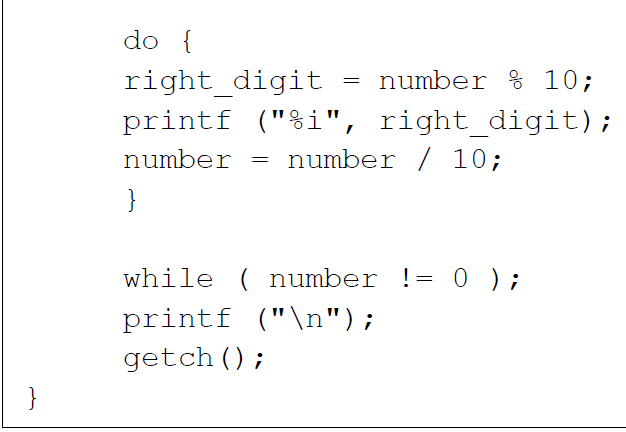 do {
right_digit = number % 10;
printf ("%i", right_digit);
number = number / 10;
}
while ( number != 0 );
printf ("\n");
getch();
}